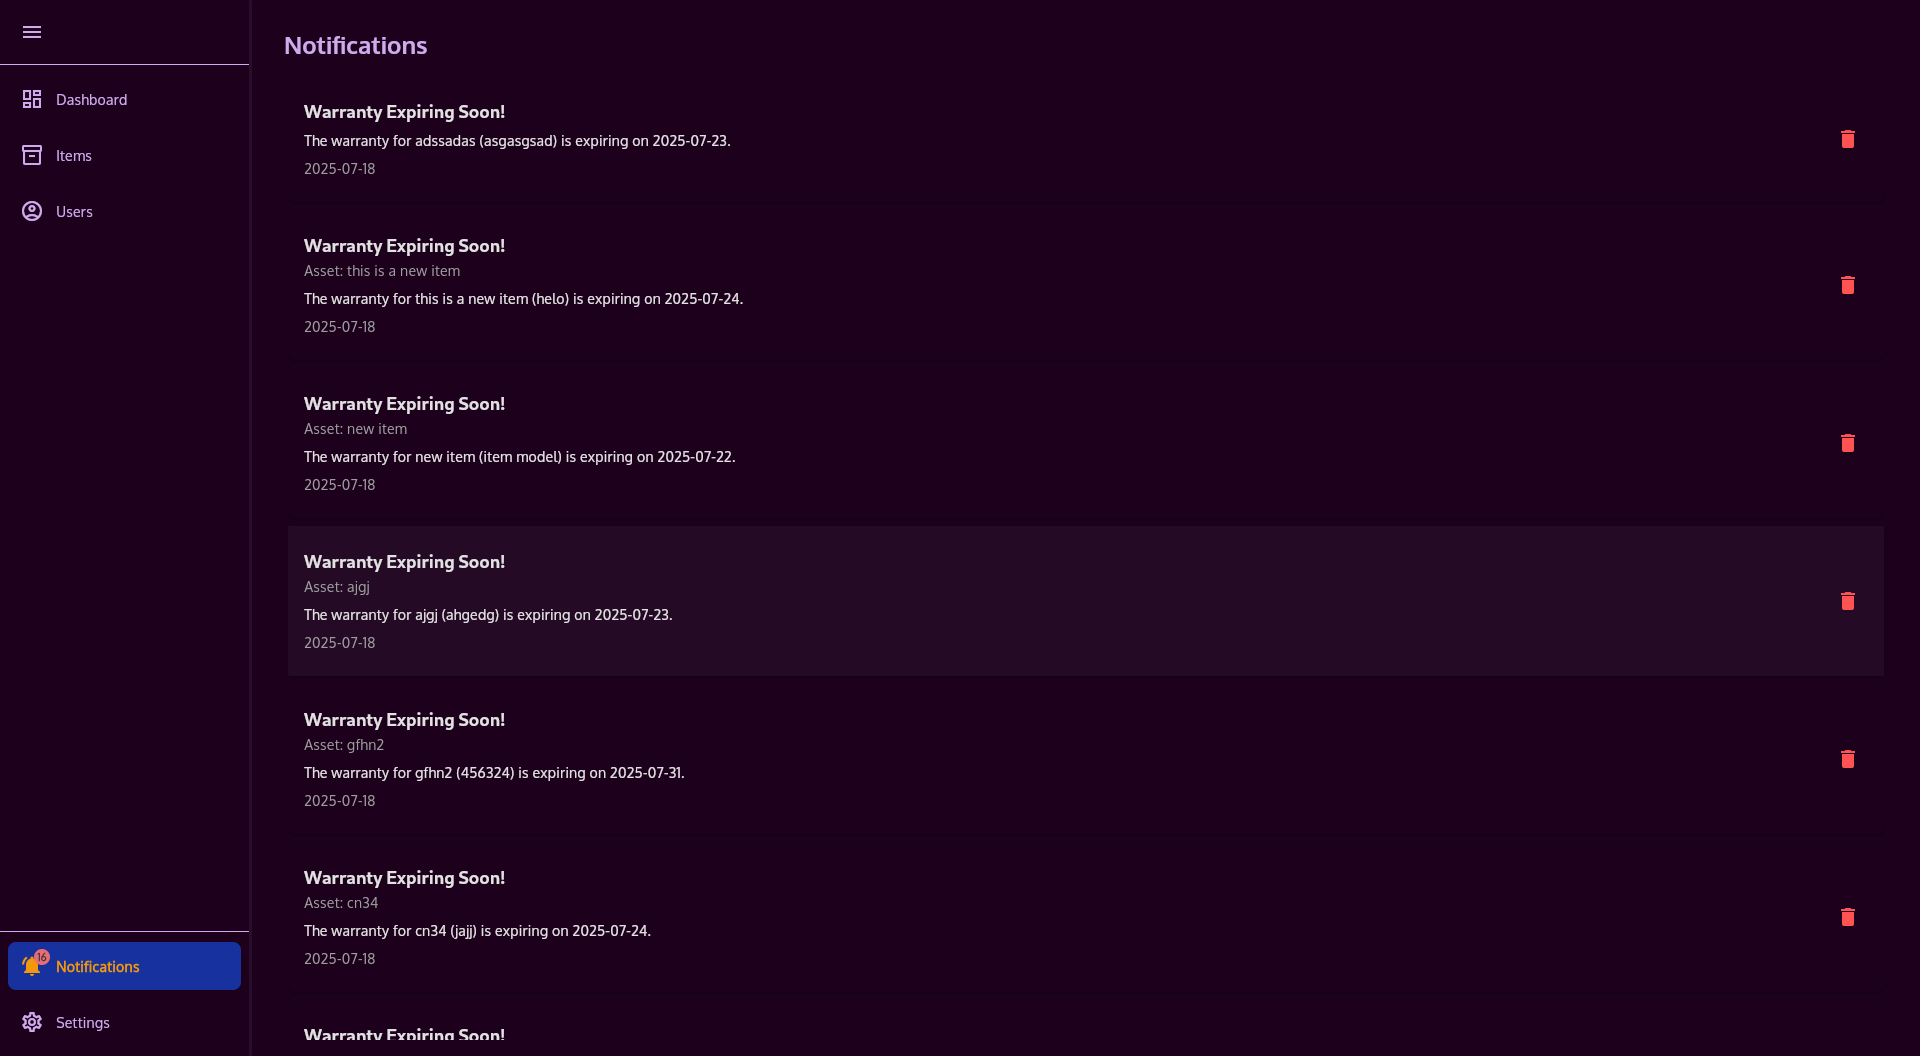 Dashboard
Items
Users
16
Notifications
Settings
Notifications
Warranty Expiring Soon!
The warranty for adssadas (asgasgsad) is expiring on 2025-07-23.
2025-07-18
Warranty Expiring Soon!
Asset: this is a new item
The warranty for this is a new item (helo) is expiring on 2025-07-24.
2025-07-18
Warranty Expiring Soon!
Asset: new item
The warranty for new item (item model) is expiring on 2025-07-22.
2025-07-18
Warranty Expiring Soon!
Asset: ajgj
The warranty for ajgj (ahgedg) is expiring on 2025-07-23.
2025-07-18
Warranty Expiring Soon!
Asset: gfhn2
The warranty for gfhn2 (456324) is expiring on 2025-07-31.
2025-07-18
Warranty Expiring Soon!
Asset: cn34
The warranty for cn34 (jajj) is expiring on 2025-07-24.
2025-07-18
Warranty Expiring Soon!